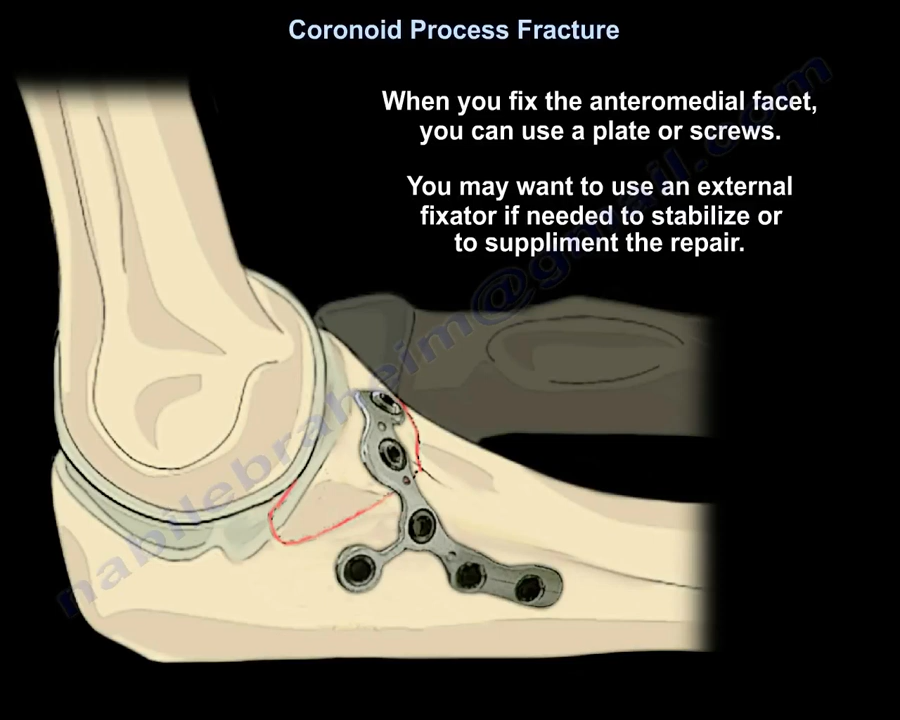 Coronoid Process Fracture
When you fix the anteromedial facet,
you can use a plate or screws.
You may want to use an external
fixator if needed to stabilize or
to suppliment the repair.
nabilebraheim@gmail.com